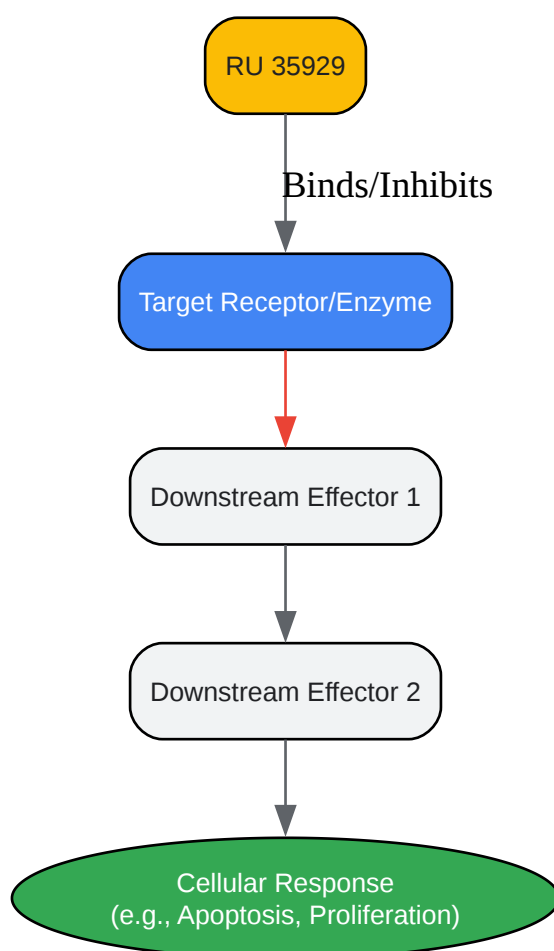 RU 35929
Binds/Inhibits
Target Receptor/Enzyme
Downstream Effector 1
Downstream Effector 2
Cellular Response
(e.g., Apoptosis, Proliferation)